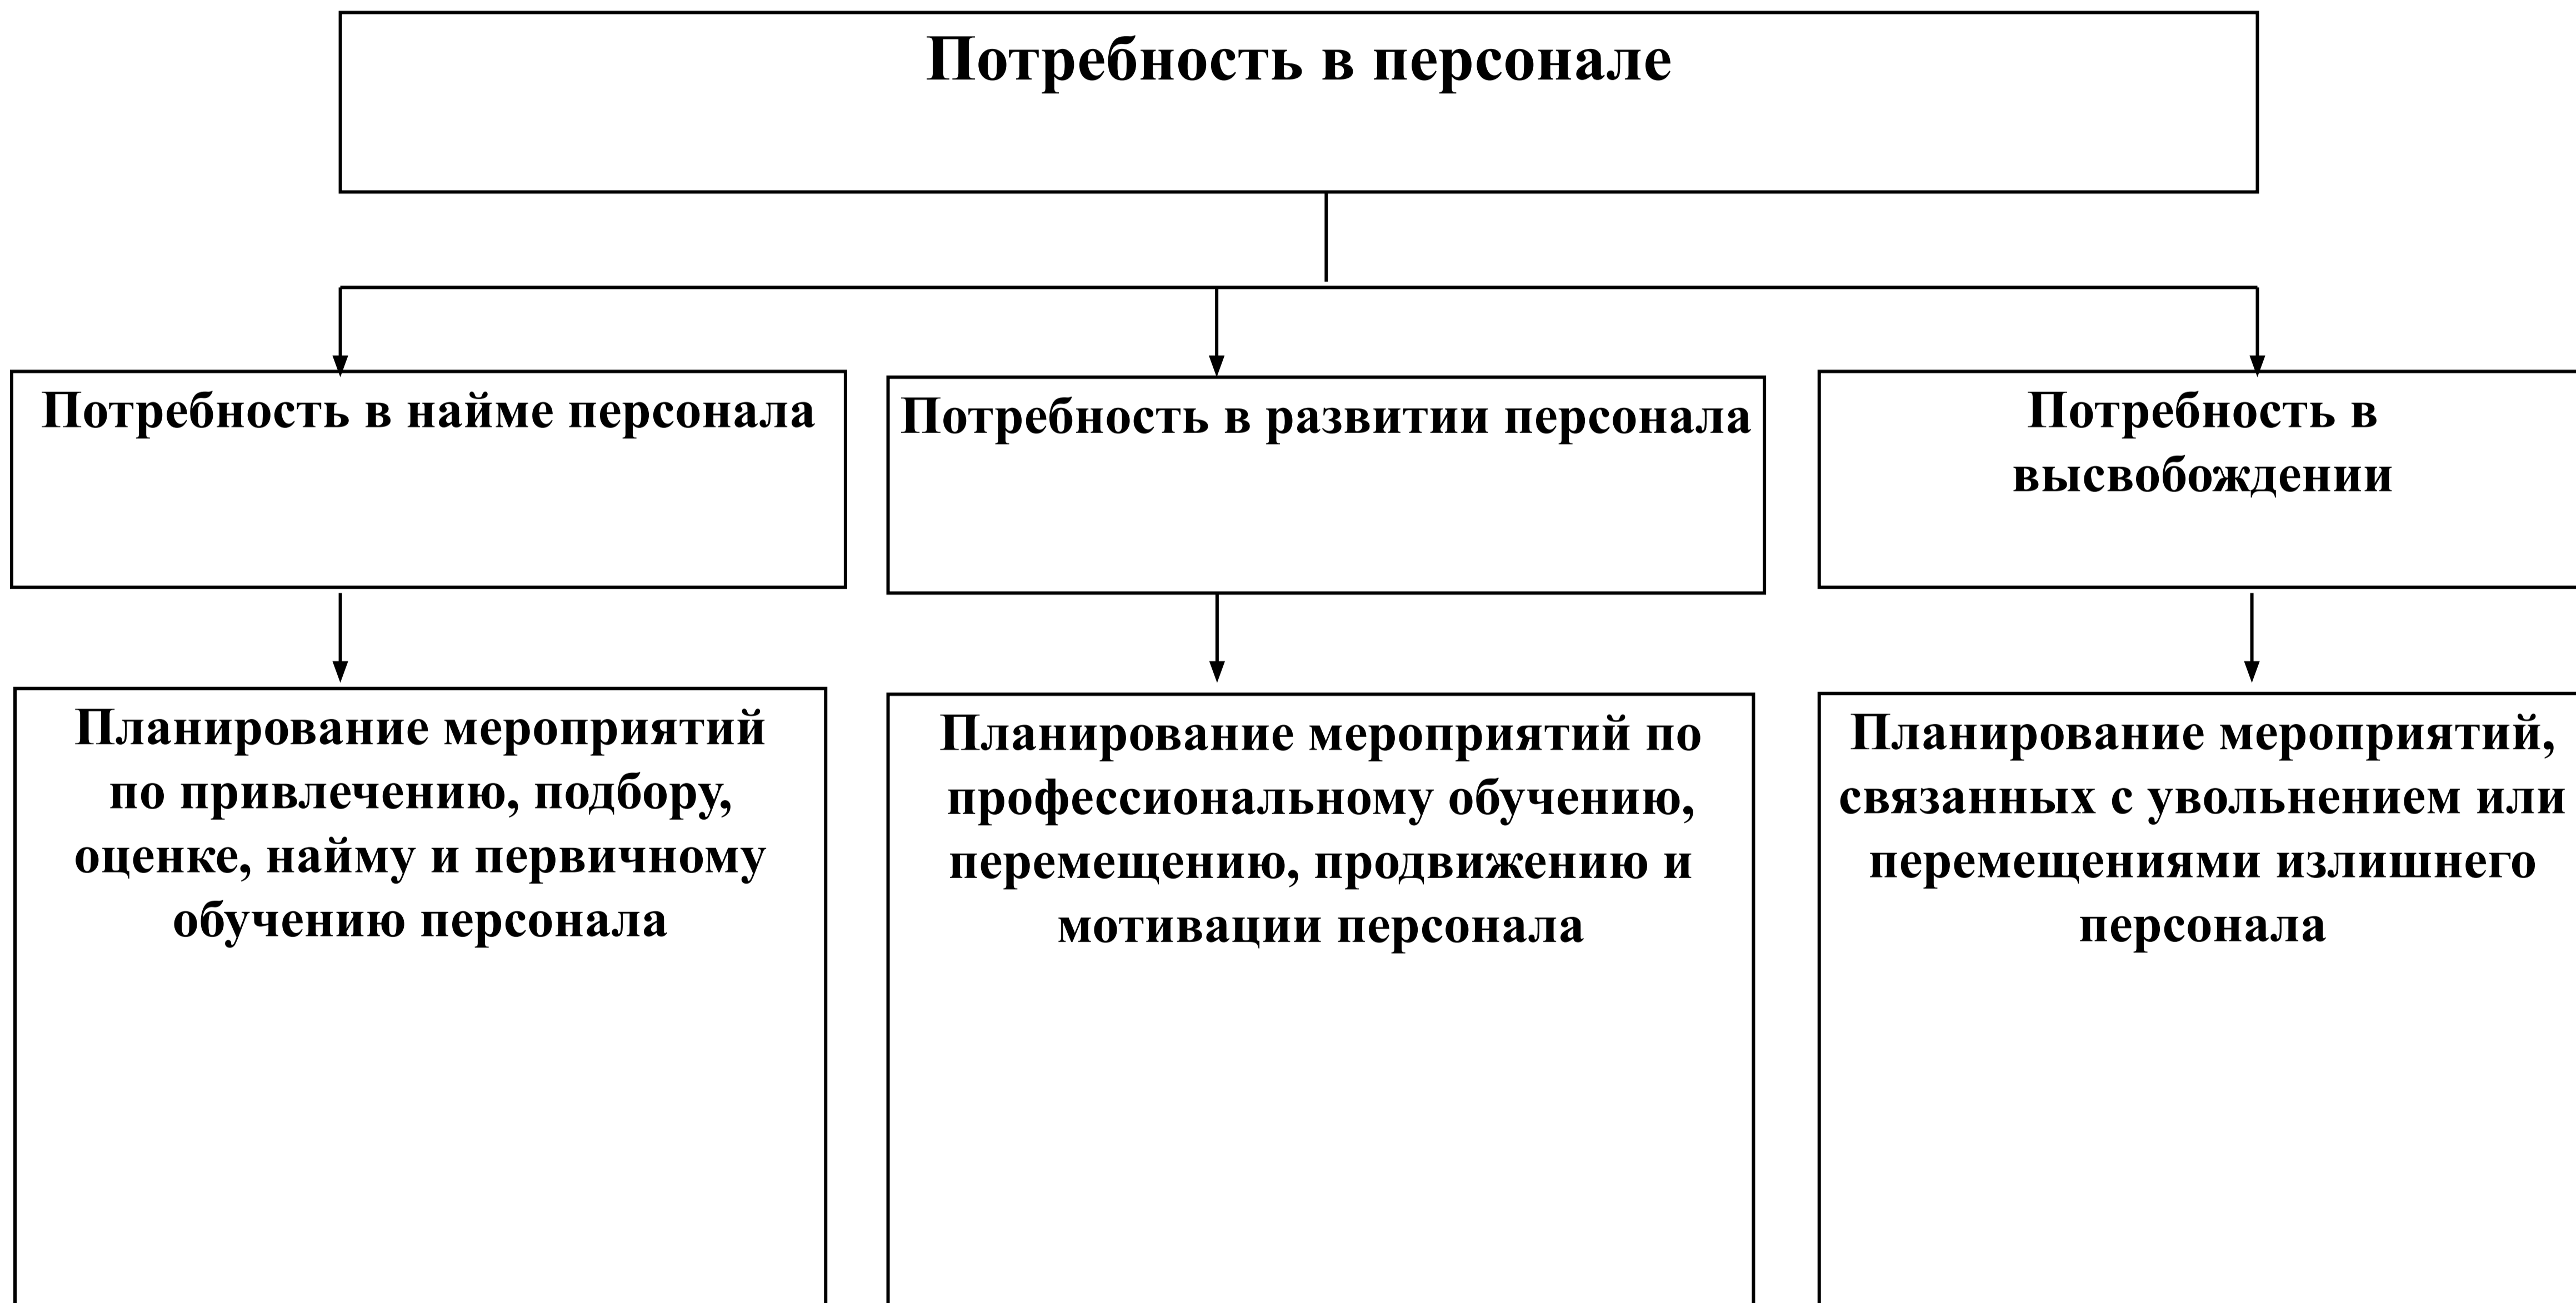 Потребность в персонале
Потребность в найме персонала
Потребность в развитии персонала
Потребность в
высвобождении
Планирование мероприятий
по привлечению, подбору,
оценке, найму и первичному
обучению персонала
Планирование мероприятий по
профессиональному обучению,
перемещению, продвижению и
мотивации персонала
Планирование мероприятий,
связанных с увольнением или
перемещениями излишнего
персонала